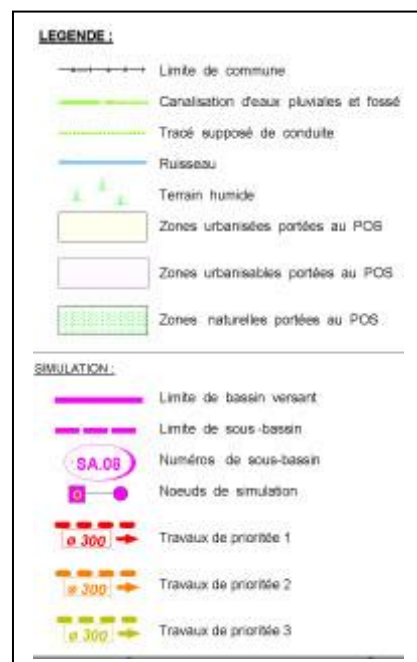 LEGENDE :
Limite de commune
Canalisation d'eaux pluviales et fossé
Tracé supposé de conduite
Ruisseau
Terrain humide
Zones urbanisées portées au POS
Zones urbanisables portées au POS
Zones naturelles portées au POS
SIMULATION :
Limite de bassin versant
Limite de sous-bassin
SA.08 Numéros de sous-bassin
Noeuds de simulation
ø 300 Travaux de prioritée 1
ø 300 Travaux de prioritée 2
ø 300 Travaux de prioritée 3